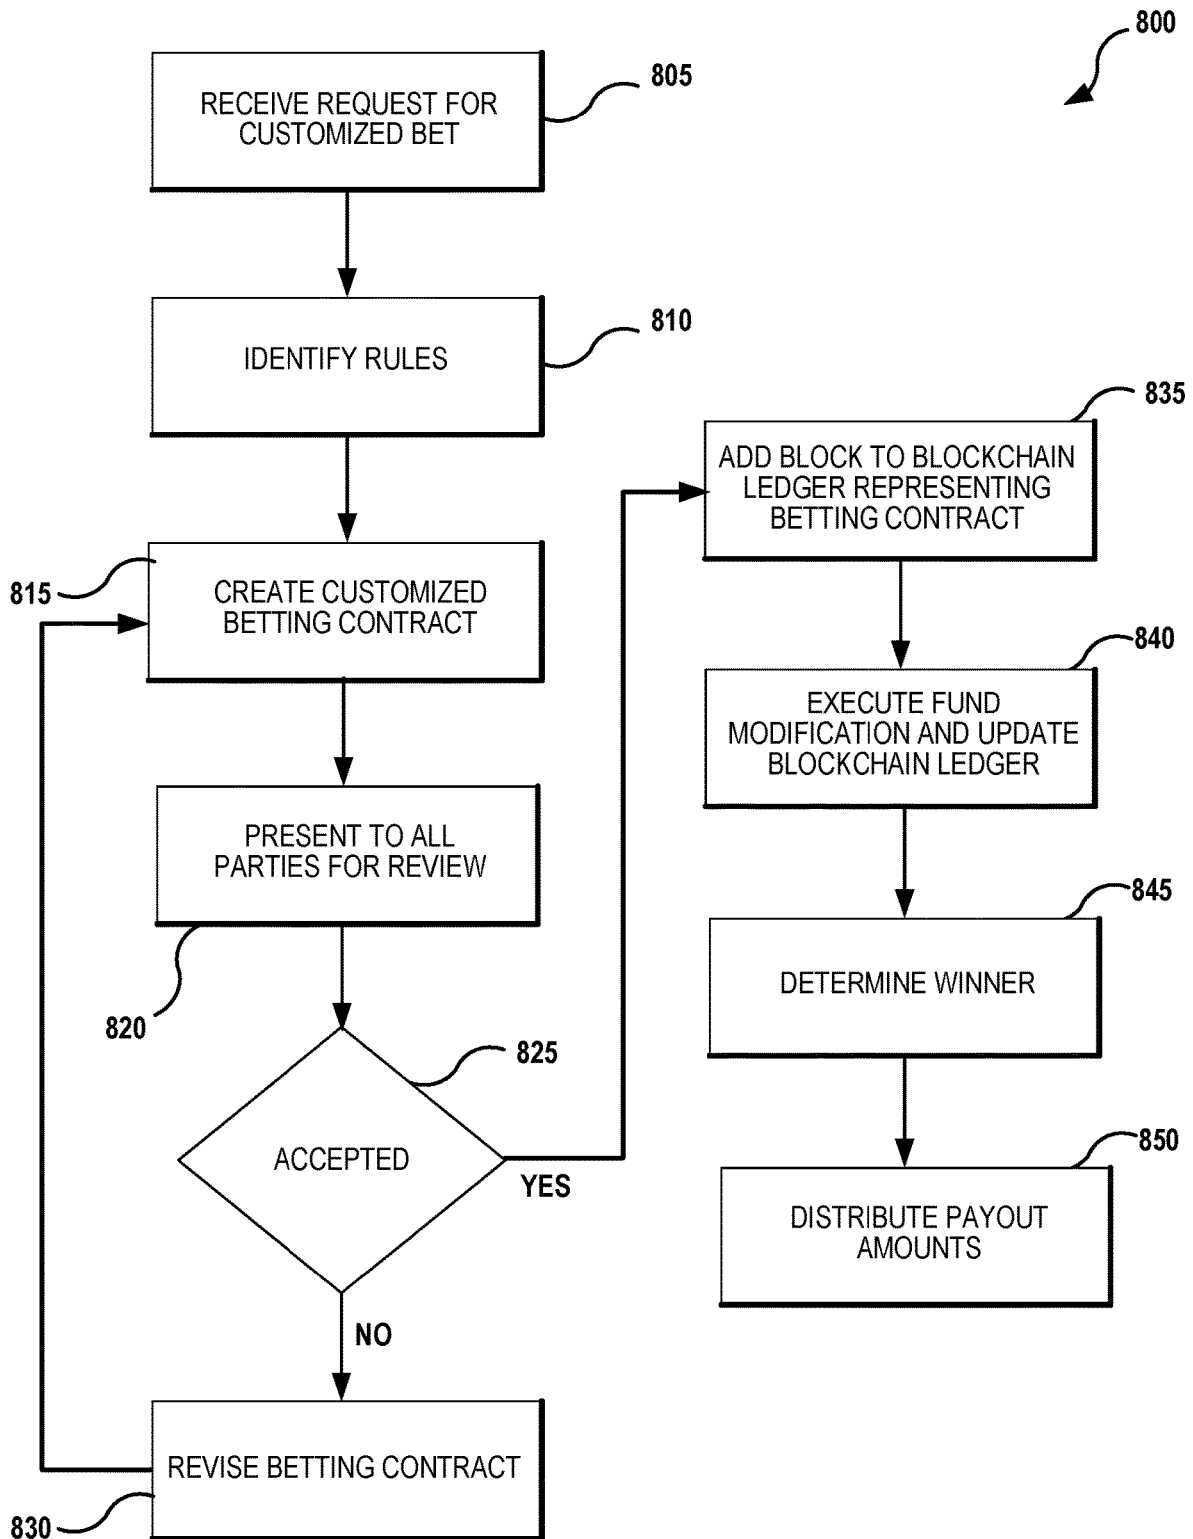 800
805
RECEIVE REQUEST FOR
CUSTOMIZED BET
810
IDENTIFY RULES
815
CREATE CUSTOMIZED
BETTING CONTRACT
PRESENT TO ALL
PARTIES FOR REVIEW
820
825
ACCEPTED
YES
NO
REVISE BETTING CONTRACT
830
835
ADD BLOCK TO BLOCKCHAIN
LEDGER REPRESENTING
BETTING CONTRACT
840
EXECUTE FUND
MODIFICATION AND UPDATE
BLOCKCHAIN LEDGER
845
DETERMINE WINNER
850
DISTRIBUTE PAYOUT
AMOUNTS